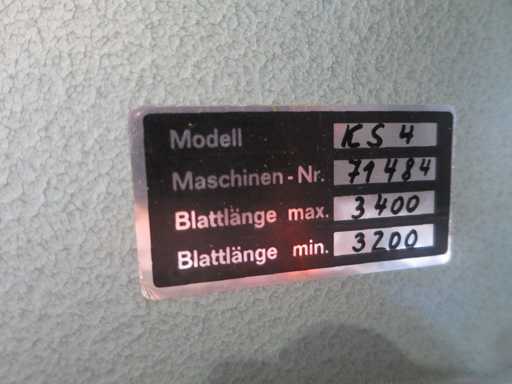 Modell KS 4
Maschinen-Nr. 71484
Blattlänge max. 3400
Blattlänge min. 3200